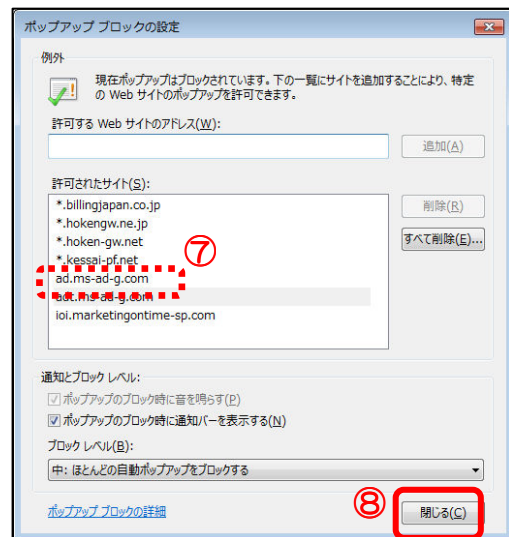 ポップアップ ブロックの設定
例外
現在ポップアップはブロックされています。下の一覧にサイトを追加することにより、特定
の Web サイトのポップアップを許可できます。
許可する Web サイトのアドレス(W):
追加(A)
許可されたサイト(S):
*.billingjapan.co.jp
削除(R)
*.hokengw.ne.jp
*.hoken-gw.net
すべて削除(E)...
*.kessai-pf.net
⑦
ad.ms-ad-g.com
adt.ms-ad-g.com
ioi.marketingontime-sp.com
通知とブロック レベル:
ポップアップのブロック時に音を鳴らす(P)
ポップアップのブロック時に通知バーを表示する(N)
ブロック レベル(B):
中: ほとんどの自動ポップアップをブロックする
ポップアップ ブロックの詳細
⑧
閉じる(C)